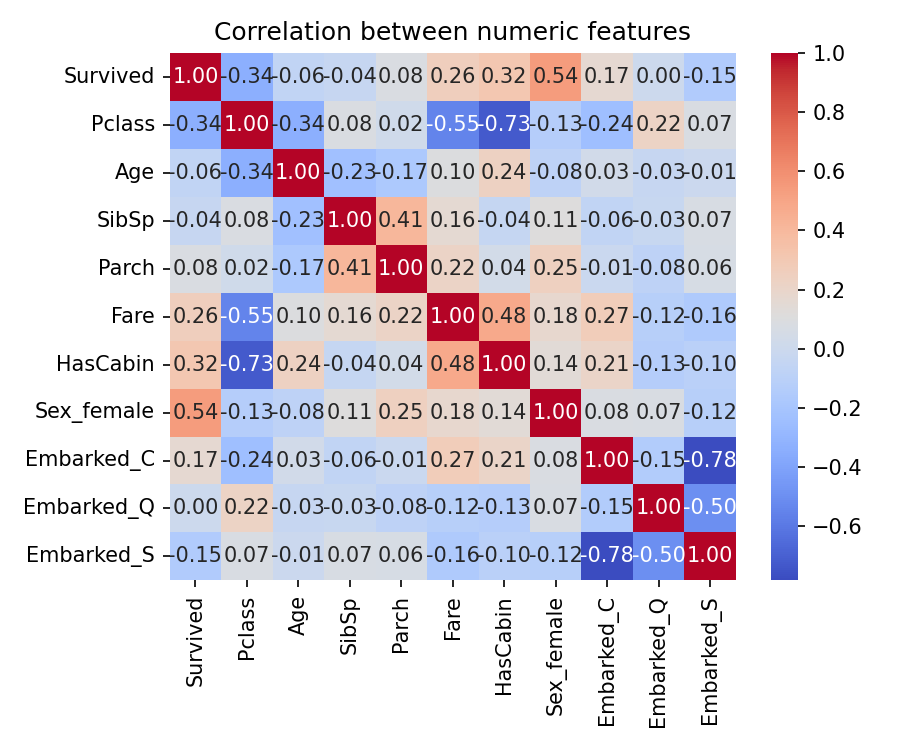 Correlation between numeric features
Survived 1.00 -0.34 -0.06 -0.04 0.08 0.26 0.32 0.54 0.17 0.00 -0.15
Pclass -0.34 1.00 -0.34 0.08 0.02 -0.55 -0.73 -0.13 -0.24 0.22 0.07
Age -0.06 -0.34 1.00 -0.23 -0.17 0.10 0.24 -0.08 0.03 -0.03 -0.01
SibSp -0.04 0.08 -0.23 1.00 0.41 0.16 -0.04 0.11 -0.06 -0.03 0.07
Parch 0.08 0.02 -0.17 0.41 1.00 0.22 0.04 0.25 -0.01 -0.08 0.06
Fare 0.26 -0.55 0.10 0.16 0.22 1.00 0.48 0.18 0.27 -0.12 -0.16
HasCabin 0.32 -0.73 0.24 -0.04 0.04 0.48 1.00 0.14 0.21 -0.13 -0.10
Sex_female 0.54 -0.13 -0.08 0.11 0.25 0.18 0.14 1.00 0.08 0.07 -0.12
Embarked_C 0.17 -0.24 0.03 -0.06 -0.01 0.27 0.21 0.08 1.00 -0.15 -0.78
Embarked_Q 0.00 0.22 -0.03 -0.03 -0.08 -0.12 -0.13 0.07 -0.15 1.00 -0.50
Embarked_S -0.15 0.07 -0.01 0.07 0.06 -0.16 -0.10 -0.12 -0.78 -0.50 1.00
Survived Pclass Age SibSp Parch Fare HasCabin Sex_female Embarked_C Embarked_Q Embarked_S
1.0
0.8
0.6
0.4
0.2
0.0
−0.2
−0.4
−0.6